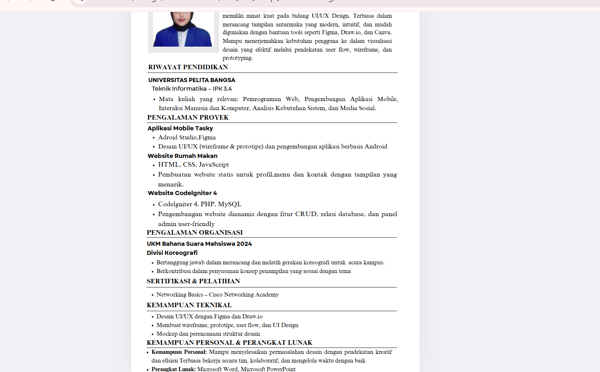 memiliki minat kuat pada bidang UI/UX Design. Terbiasa dalam
merancang tampilan antarmuka yang modern, intuitif, dan mudah
digunakan dengan bantuan tools seperti Figma, Draw.io, dan Canva.
Mampu menerjemahkan kebutuhan pengguna ke dalam visualisasi
desain yang efektif melalui pendekatan user flow, wireframe, dan
prototyping.
RIWAYAT PENDIDIKAN
UNIVERSITAS PELITA BANGSA
Teknik Informatika – IPK 3.4
• Mata kuliah yang relevan: Pemrograman Web, Pengembangan Aplikasi Mobile,
Interaksi Manusia dan Komputer, Analisis Kebutuhan Sistem, dan Media Sosial.
PENGALAMAN PROYEK
Aplikasi Mobile Tasky
• Adroid Studio,Figma
• Desain UI/UX (wireframe & prototipe) dan pengembangan aplikasi berbasis Android
Website Rumah Makan
• HTML, CSS, JavaScript
• Pembuatan website statis untuk profil,menu dan kontak dengan tampilan yang
menarik.
Website CodeIgniter 4
• CodeIgniter 4, PHP, MySQL
• Pengembangan website dianamis dengan fitur CRUD, relasi database, dan panel
admin user-friendly
PENGALAMAN ORGANISASI
UKM Bahana Suara Mahsiswa 2024
Divisi Koreografi
• Bertanggung jawab dalam merancang dan melatih gerakan koreografi untuk acara kampus.
• Berkontribusi dalam penyusunan konsep penampilan yang sesuai dengan tema
SERTIFIKASI & PELATIHAN
• Networking Basics – Cisco Networking Academy
KEMAMPUAN TEKNIKAL
• Desain UI/UX dengan Figma dan Draw.io
• Membuat wireframe, prototipe, user flow, dan UI Design
• Mockup dan perencanaan struktur desain
KEMAMPUAN PERSONAL & PERANGKAT LUNAK
• Kemampuan Personal: Mampu menyelesaikan permasalahan desain dengan pendekatan kreatif
dan efisien Terbiasa bekerja secara tim, kolaboratif, dan mengelola waktu dengan baik
• Perangkat Lunak: Microsoft Word, Microsoft PowerPoint